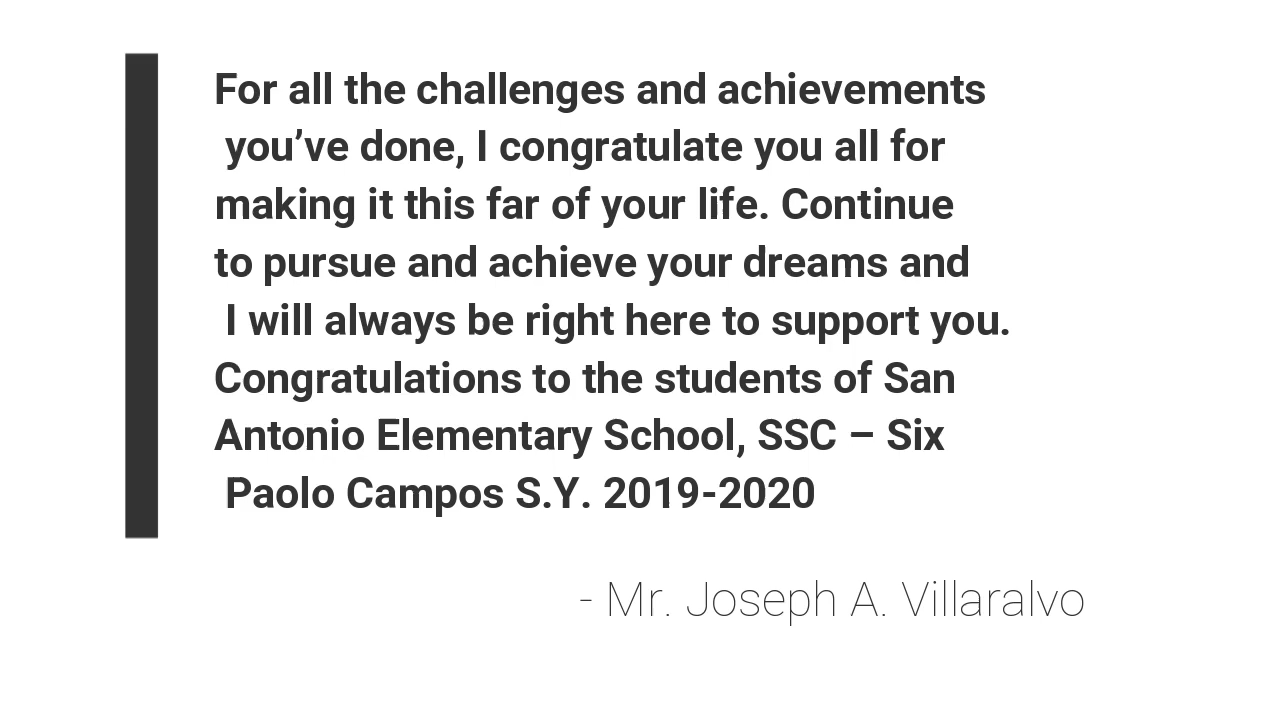 For all the challenges and achievements
you’ve done, I congratulate you all for
making it this far of your life. Continue
to pursue and achieve your dreams and
I will always be right here to support you.
Congratulations to the students of San
Antonio Elementary School, SSC – Six
Paolo Campos S.Y. 2019-2020
- Mr. Joseph A. Villaralvo